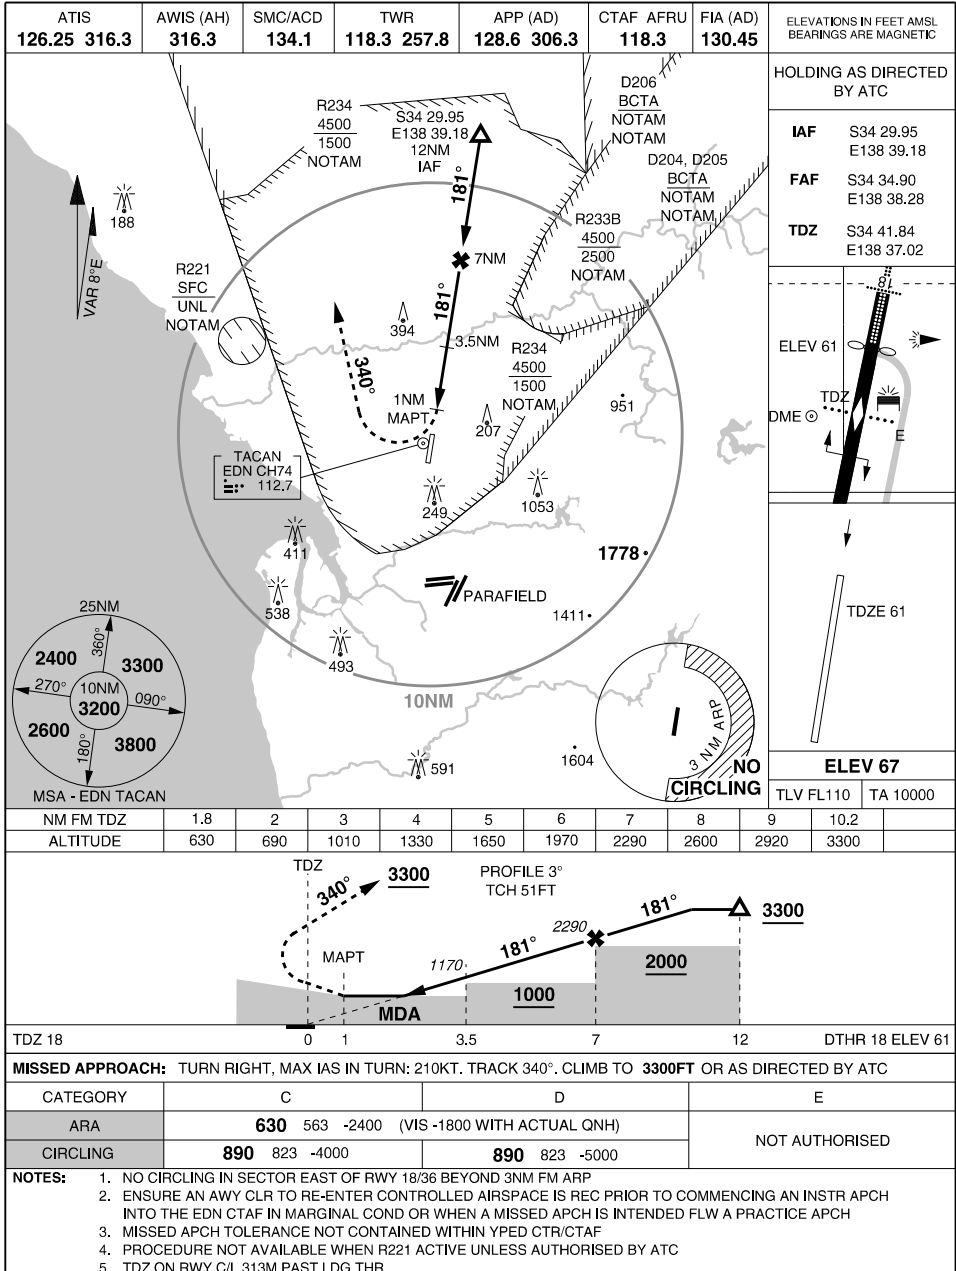 ATIS AWIS (AH) SMC/ACD TWR APP (AD) CTAF AFRU FIA (AD)
126.25 316.3 316.3 134.1 118.3 257.8 128.6 306.3 118.3 130.45
ELEVATIONS IN FEET AMSL
BEARINGS ARE MAGNETIC
HOLDING AS DIRECTED
BY ATC
IAF S34 29.95
E138 39.18
FAF S34 34.90
E138 38.28
TDZ S34 41.84
E138 37.02
R234
4500
1500
NOTAM
S34 29.95
E138 39.18
12NM
IAF
D206
BCTA
NOTAM
NOTAM
D204, D205
BCTA
NOTAM
NOTAM
181°
188
VAR 8°E
R221
SFC
UNL
NOTAM
R233B
4500
2500
NOTAM
7NM
181°
394
3.5NM
340°
R234
4500
1500
NOTAM
1NM
MAPT
207
951
TACAN
EDN CH74
112.7
249
1053
411
1778
538
PARAFIELD
1411
493
10NM
591
1604
3 NM ARP
NO
CIRCLING
25NM
360°
2400
3300
270°
10NM
3200
090°
2600
3800
180°
MSA - EDN TACAN
18
ELEV 61
TDZ
DME
E
TDZE 61
ELEV 67
TLV FL110 TA 10000
NM FM TDZ 1.8 2 3 4 5 6 7 8 9 10.2
ALTITUDE 630 690 1010 1330 1650 1970 2290 2600 2920 3300
TDZ
340°
3300
PROFILE 3°
TCH 51FT
181°
3300
2290
181°
MAPT
1170
2000
1000
MDA
TDZ 18 0 1 3.5 7 12 DTHR 18 ELEV 61
MISSED APPROACH: TURN RIGHT, MAX IAS IN TURN: 210KT. TRACK 340°. CLIMB TO 3300FT OR AS DIRECTED BY ATC
CATEGORY C D E
ARA 630 563 -2400 (VIS -1800 WITH ACTUAL QNH)
NOT AUTHORISED
CIRCLING 890 823 -4000 890 823 -5000
NOTES: 1. NO CIRCLING IN SECTOR EAST OF RWY 18/36 BEYOND 3NM FM ARP
2. ENSURE AN AWY CLR TO RE-ENTER CONTROLLED AIRSPACE IS REC PRIOR TO COMMENCING AN INSTR APCH
INTO THE EDN CTAF IN MARGINAL COND OR WHEN A MISSED APCH IS INTENDED FLW A PRACTICE APCH
3. MISSED APCH TOLERANCE NOT CONTAINED WITHIN YPED CTR/CTAF
4. PROCEDURE NOT AVAILABLE WHEN R221 ACTIVE UNLESS AUTHORISED BY ATC
5. TDZ ON RWY C/L 313M PAST LDG THR